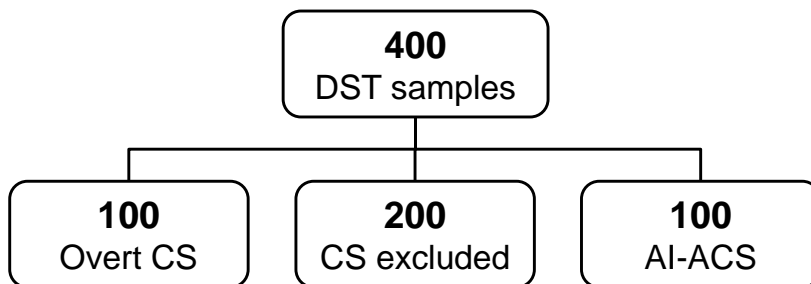 400
DST samples
100
Overt CS
200
CS excluded
100
AI-ACS